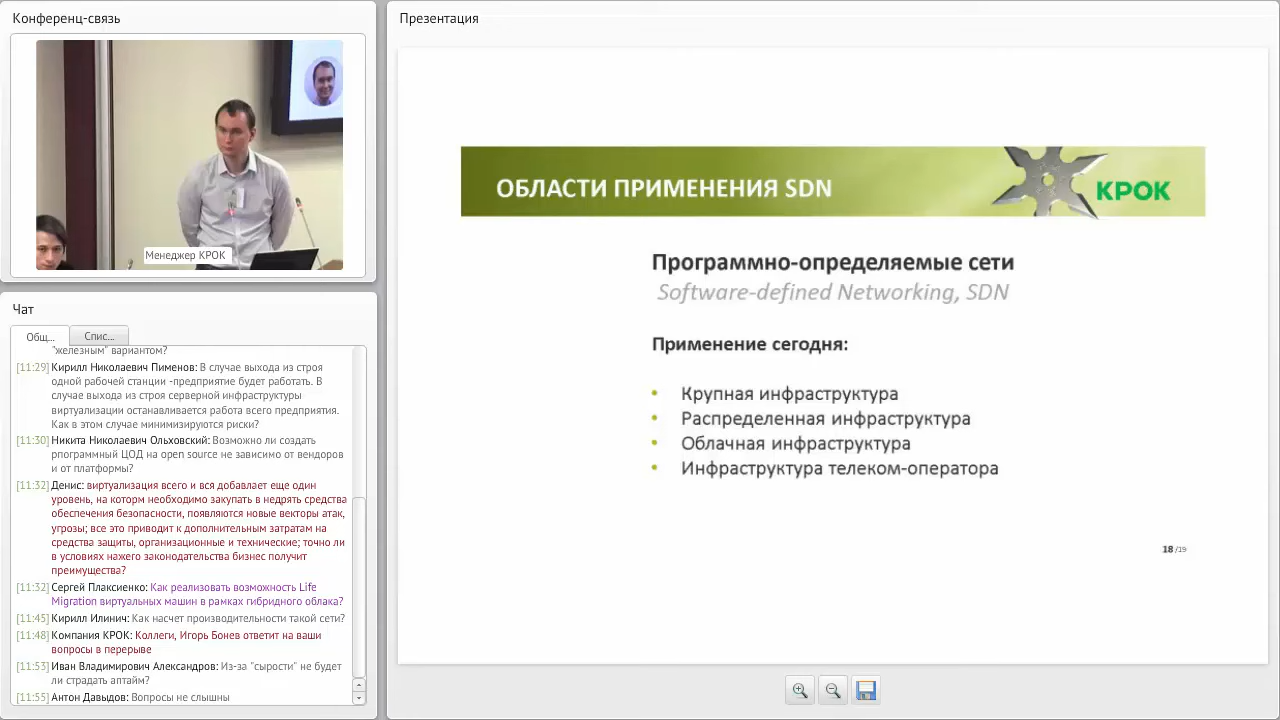 Конференц-связь
Менеджер КРОК
Чат
Общ...
Спис...
"железным" вариантом?
[11:29] Кирилл Николаевич Пименов: В случае выхода из строя
одной рабочей станции -предприятие будет работать. В
случае выхода из строя серверной инфраструктуры
виртуализации останавливается работа всего предприятия.
Как в этом случае минимизируются риски?
[11:30] Никита Николаевич Ольховский: Возможно ли создать
рпограммный ЦОД на open source не зависимо от вендоров
и от платформы?
[11:32] Денис: виртуализация всего и вся добавляет еще один
уровень, на которм необходимо закупать в недрять средства
обеспечения безопасности, появляются новые векторы атак,
угрозы; все это приводит к дополнительным затратам на
средства защиты, организационные и технические; точно ли
в условиях нажего законодательства бизнес получит
преимущества?
[11:32] Сергей Плаксиенко: Как реализовать возможность Life
Migration виртуальных машин в рамках гибридного облака?
[11:45] Кирилл Илинич: Как насчет производительности такой сети?
[11:48] Компания КРОК: Коллеги, Игорь Бонев ответит на ваши
вопросы в перерыве
[11:53] Иван Владимирович Александров: Из-за "сырости" не будет
ли страдать аптайм?
[11:55] Антон Давыдов: Вопросы не слышны
Презентация
ОБЛАСТИ ПРИМЕНЕНИЯ SDN
КРОК
Программно-определяемые сети
Software-defined Networking, SDN
Применение сегодня:
• Крупная инфраструктура
• Распределенная инфраструктура
• Облачная инфраструктура
• Инфраструктура телеком-оператора
18/19